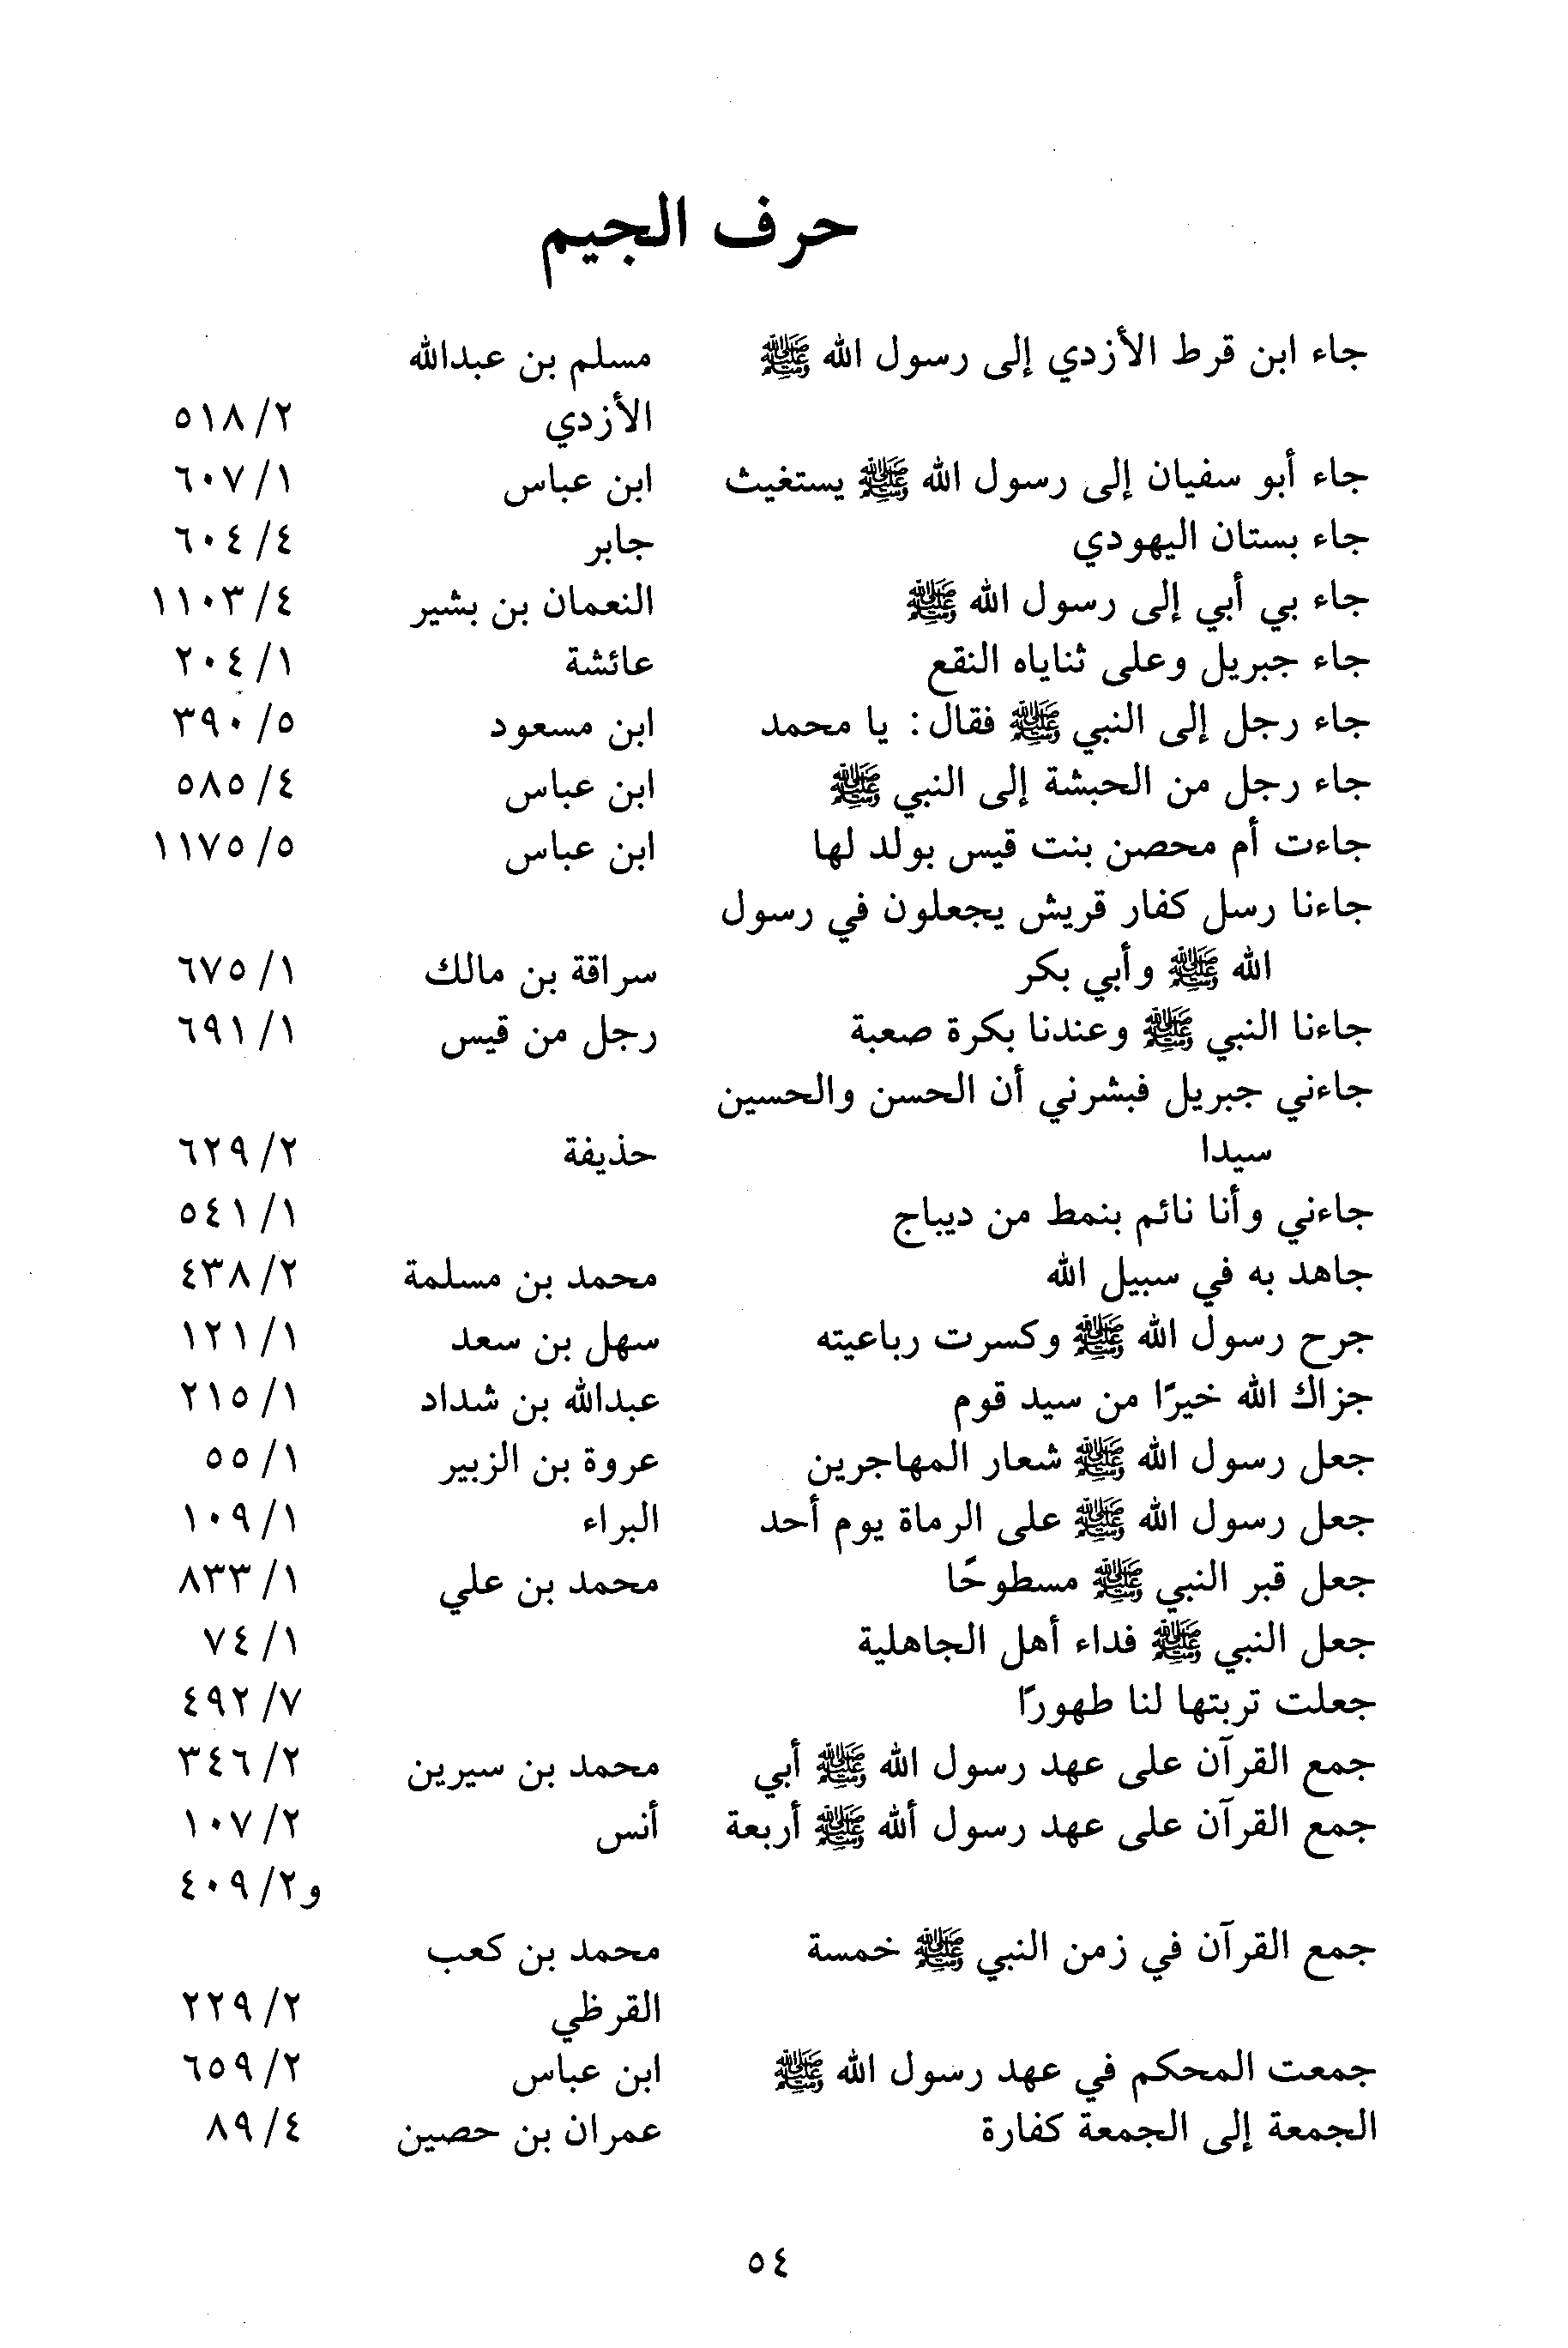 حرف الجيم
جاء ابن قرط الأزدي إلى رسول الله ﷺ مسلم بن عبدالله
الأزدي ٢/ ٥١٨
جاء أبو سفيان إلى رسول الله ﷺ يستغيث ابن عباس ١/ ٦٠٧
جاء بستان اليهودي جابر ٤/ ٦٠٤
جاء بي أبي إلى رسول الله ﷺ النعمان بن بشير ٤/ ١١٠٣
جاء جبريل وعلى ثناياه النقع عائشة ١/ ٢٠٤
جاء رجل إلى النبي ﷺ فقال: يا محمد ابن مسعود ٥/ ٣٩٠
جاء رجل من الحبشة إلى النبي ﷺ ابن عباس ٤/ ٥٨٥
جاءت أم محصن بنت قيس بولد لها ابن عباس ٥/ ١١٧٥
جاءنا رسل كفار قريش يجعلون في رسول
الله ﷺ وأبي بكر سراقة بن مالك ١/ ٦٧٥
جاءنا النبي ﷺ وعندنا بكرة صعبة رجل من قيس ١/ ٦٩١
جاءني جبريل فبشرني أن الحسن والحسين
سيدا حذيفة ٢/ ٦٢٩
جاءني وأنا نائم بنمط من ديباج ١/ ٥٤١
جاهد به في سبيل الله محمد بن مسلمة ٢/ ٤٣٨
جرح رسول الله ﷺ وكسرت رباعيته سهل بن سعد ١/ ١٢١
جزاك الله خيرًا من سيد قوم عبدالله بن شداد ١/ ٢١٥
جعل رسول الله ﷺ شعار المهاجرين عروة بن الزبير ١/ ٥٥
جعل رسول الله ﷺ على الرماة يوم أحد البراء ١/ ١٠٩
جعل قبر النبي ﷺ مسطوحًا محمد بن علي ١/ ٨٣٣
جعل النبي ﷺ فداء أهل الجاهلية ١/ ٧٤
جعلت تربتها لنا طهورًا ٧/ ٤٩٢
جمع القرآن على عهد رسول الله ﷺ أبي محمد بن سيرين ٢/ ٣٤٦
جمع القرآن على عهد رسول ألله ﷺ أربعة أنس ٢/ ١٠٧
و٢/ ٤٠٩
جمع القرآن في زمن النبي ﷺ خمسة محمد بن كعب
القرظي ٢/ ٢٢٩
جمعت المحكم في عهد رسول الله ﷺ ابن عباس ٢/ ٦٥٩
الجمعة إلى الجمعة كفارة عمران بن حصين ٤/ ٨٩
٥٤